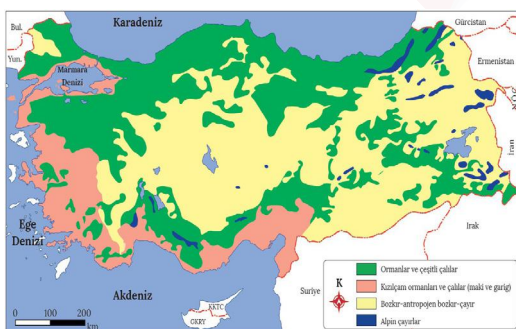 Karadeniz
Gürcistan
Bul.
Yun.
Ermenistan
Marmara
Denizi
İran
Ege
Denizi
Irak
Suriye
Akdeniz
KKTC
GKRY
K
Ormanlar ve çeşitli çalılar
Kızılçam ormanları ve çalılar (maki ve garig)
Bozkır-antropojen bozkır-çayır
Alpin çayırlar
0 100 200
km